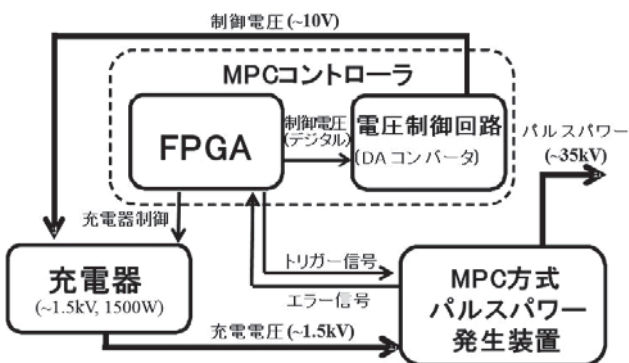 制御電圧(~10V)
MPCコントローラ
FPGA
制御電圧
(デジタル)
電圧制御回路
(DAコンバータ)
パルスパワー
(~35kV)
充電器制御
トリガー信号
エラー信号
充電器
(~1.5kV, 1500W)
MPC方式
パルスパワー
発生装置
充電電圧(~1.5kV)